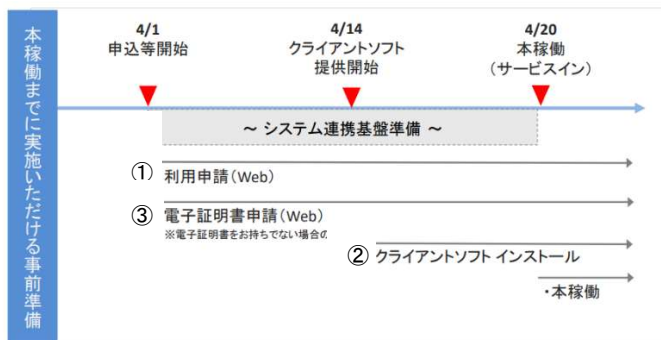 本稼働までに実施いただける事前準備
4/1
申込等開始
4/14
クライアントソフト
提供開始
4/20
本稼働
(サービスイン)
～ システム連携基盤準備 ～
① 利用申請(Web)
③ 電子証明書申請(Web)
※電子証明書をお持ちでない場合の
② クライアントソフト インストール
・本稼働